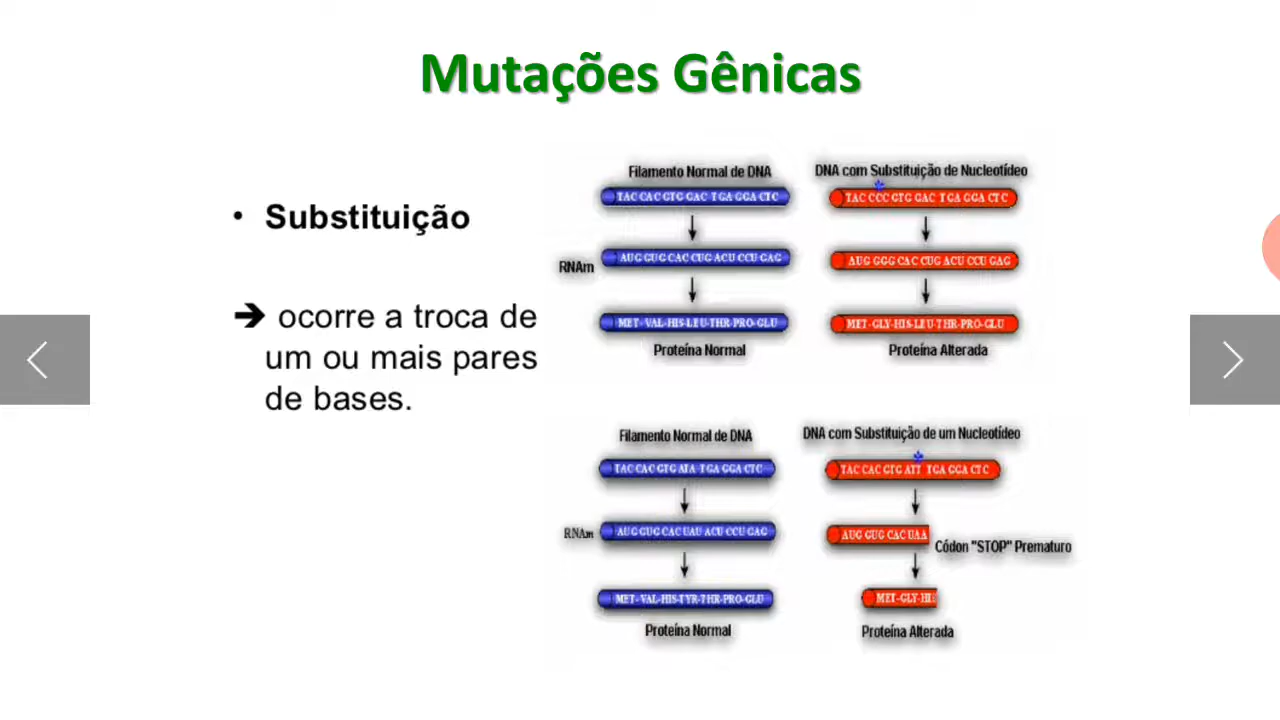 Mutações Gênicas
• Substituição
➔ ocorre a troca de
um ou mais pares
de bases.
Filamento Normal de DNA
TAC CAC GTG GAC TGA GGA CTC
RNAm
AUG GUG CAC CUG ACU CCU GAG
MET-VAL-HIS-LEU-THR-PRO-GLU
Proteína Normal
DNA com Substituição de Nucleotídeo
*
TAC CCC GTG GAC TGA GGA CTC
AUG GGG CAC CUG ACU CCU GAG
MET-GLY-HIS-LEU-THR-PRO-GLU
Proteína Alterada
Filamento Normal de DNA
TAC CAC GTG ATA TGA GGA CTC
RNAm
AUG GUG CAC UAU ACU CCU GAG
MET-VAL-HIS-TYR-THR-PRO-GLU
Proteína Normal
DNA com Substituição de um Nucleotídeo
*
TAC CAC GTG ATT TGA GGA CTC
AUG GUG CAC UAA
Códon "STOP" Prematuro
MET-GLY-HIS
Proteína Alterada